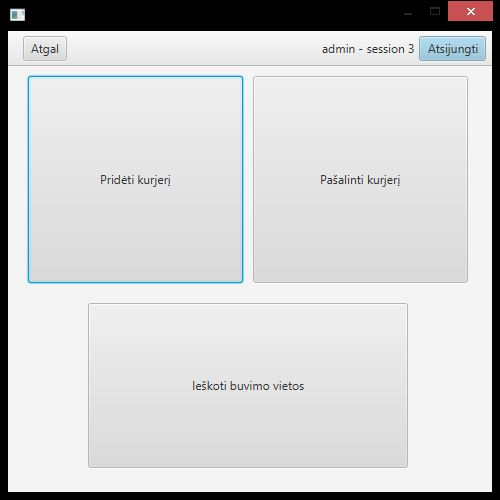 Atgal
admin - session 3
Atsijungti
Pridėti kurjerį
Pašalinti kurjerį
Ieškoti buvimo vietos